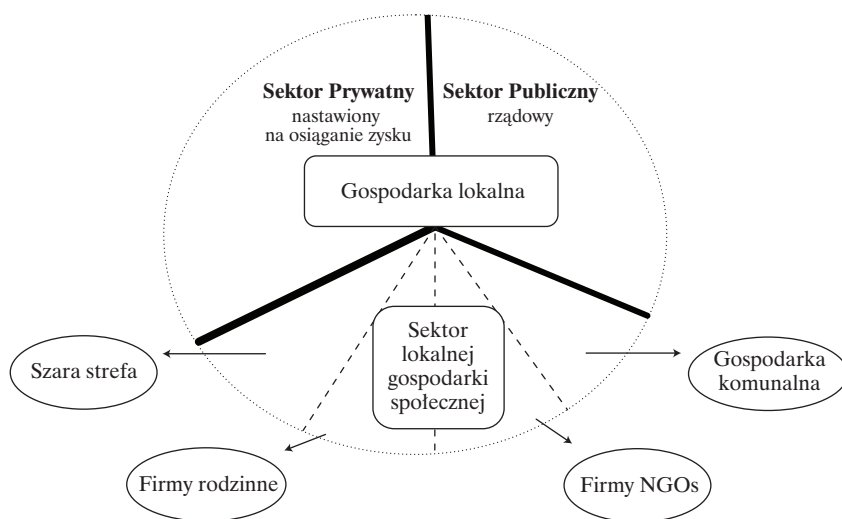 Sektor Prywatny
nastawiony
na osiąganie zysku
Sektor Publiczny
rządowy
Gospodarka lokalna
Sektor
lokalnej
gospodarki
społecznej
Szara strefa
Gospodarka
komunalna
Firmy rodzinne
Firmy NGOs